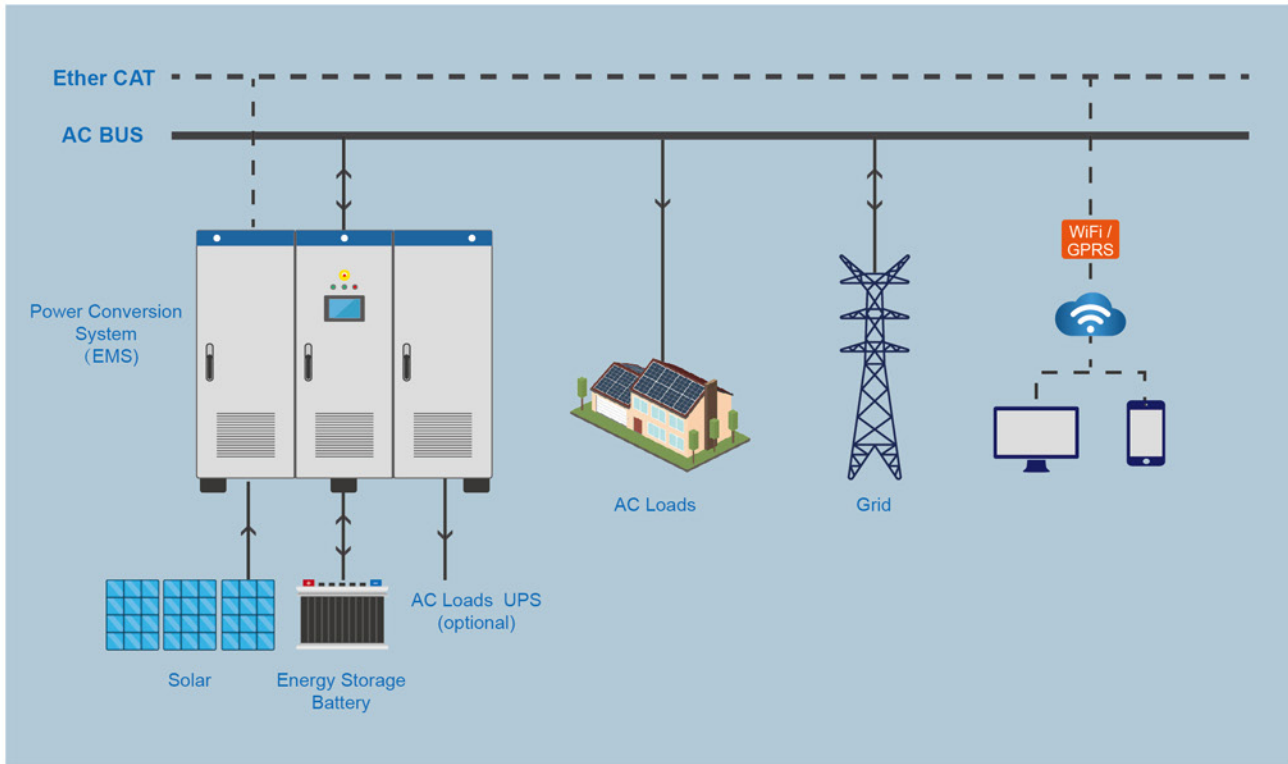 Ether CAT
AC BUS
WiFi /
GPRS
Power Conversion
System
(EMS)
AC Loads
Grid
AC Loads UPS
(optional)
Solar
Energy Storage
Battery